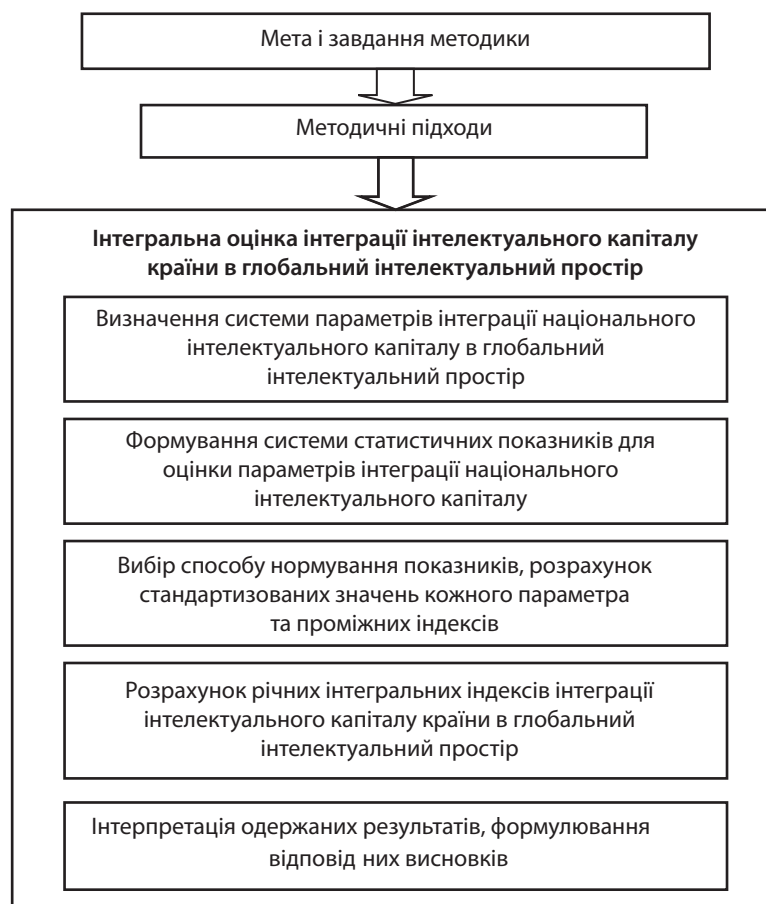 Мета і завдання методики
Методичні підходи
Інтегральна оцінка інтеграції інтелектуального капіталу
країни в глобальний інтелектуальний простір
Визначення системи параметрів інтеграції національного
інтелектуального капіталу в глобальний
інтелектуальний простір
Формування системи статистичних показників для
оцінки параметрів інтеграції національного
інтелектуального капіталу
Вибір способу нормування показників, розрахунок
стандартизованих значень кожного параметра
та проміжних індексів
Розрахунок річних інтегральних індексів інтеграції
інтелектуального капіталу країни в глобальний
інтелектуальний простір
Інтерпретація одержаних результатів, формулювання
відповід них висновків